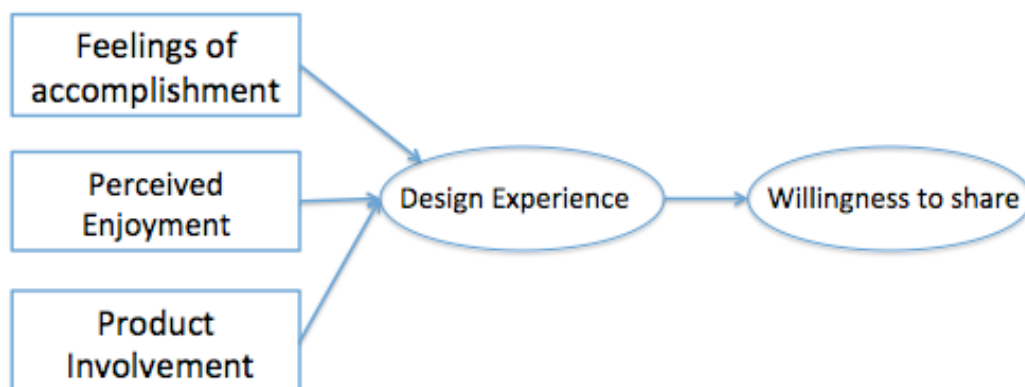 Feelings of
accomplishment
Perceived
Enjoyment
Product
Involvement
Design Experience
Willingness to share